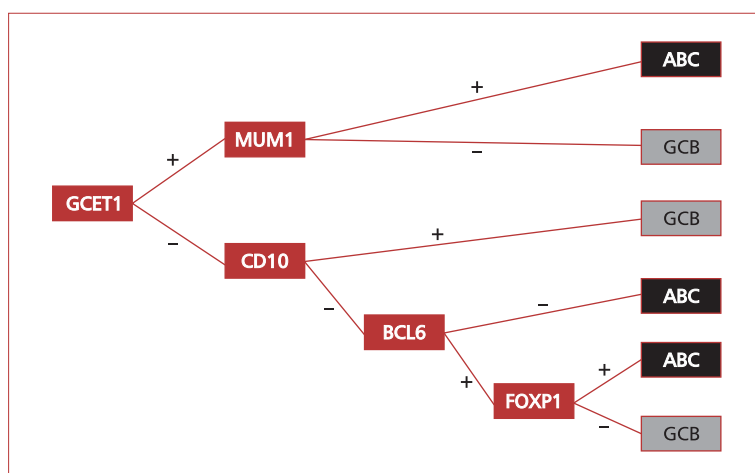 ABC
+
MUM1
+
−
GCB
GCET1
GCB
−
+
CD10
ABC
−
−
BCL6
ABC
+
+
FOXP1
−
GCB